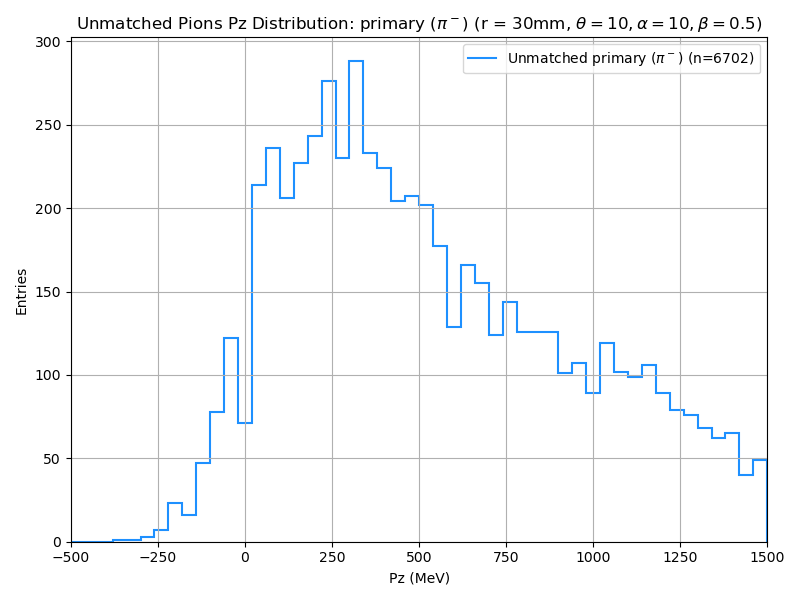 Unmatched Pions Pz Distribution: primary (π⁻) (r = 30mm, θ = 10, α = 10, β = 0.5)
Unmatched primary (π⁻) (n=6702)
300
250
200
150
100
50
0
Entries
−500 −250 0 250 500 750 1000 1250 1500
Pz (MeV)